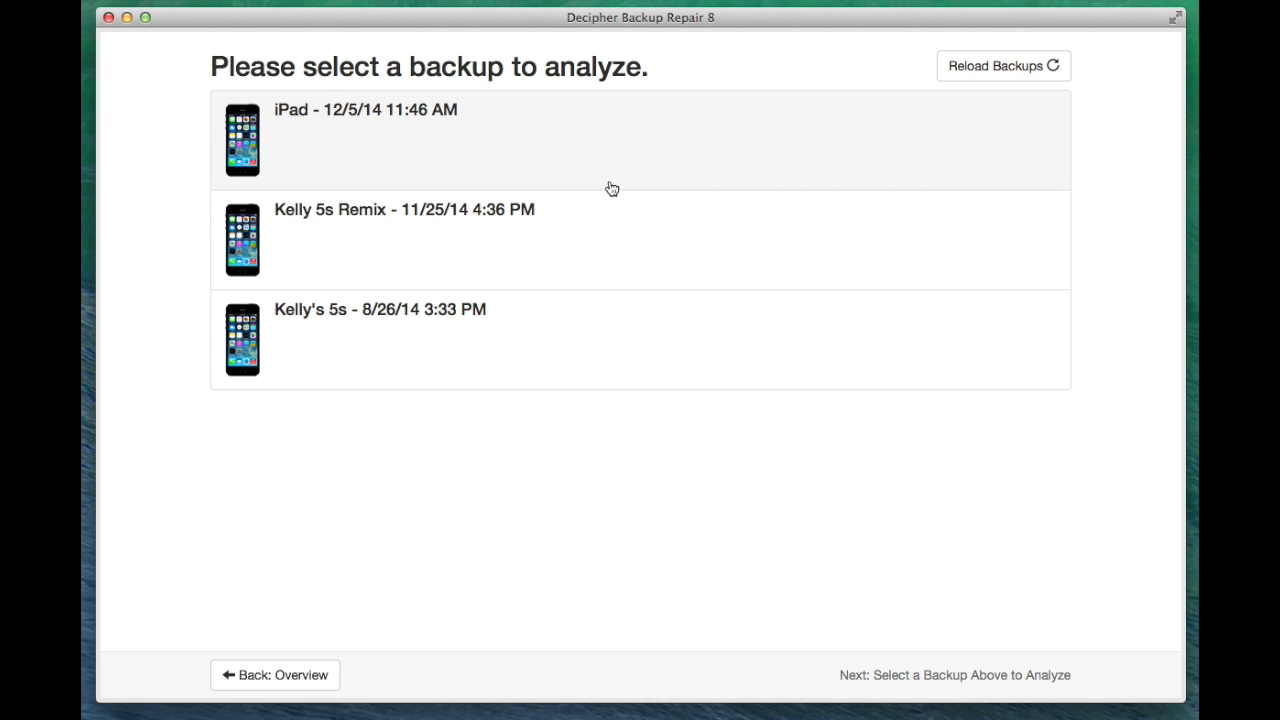 Decipher Backup Repair 8
Please select a backup to analyze.
Reload Backups
iPad - 12/5/14 11:46 AM
Kelly 5s Remix - 11/25/14 4:36 PM
Kelly's 5s - 8/26/14 3:33 PM
Back: Overview
Next: Select a Backup Above to Analyze